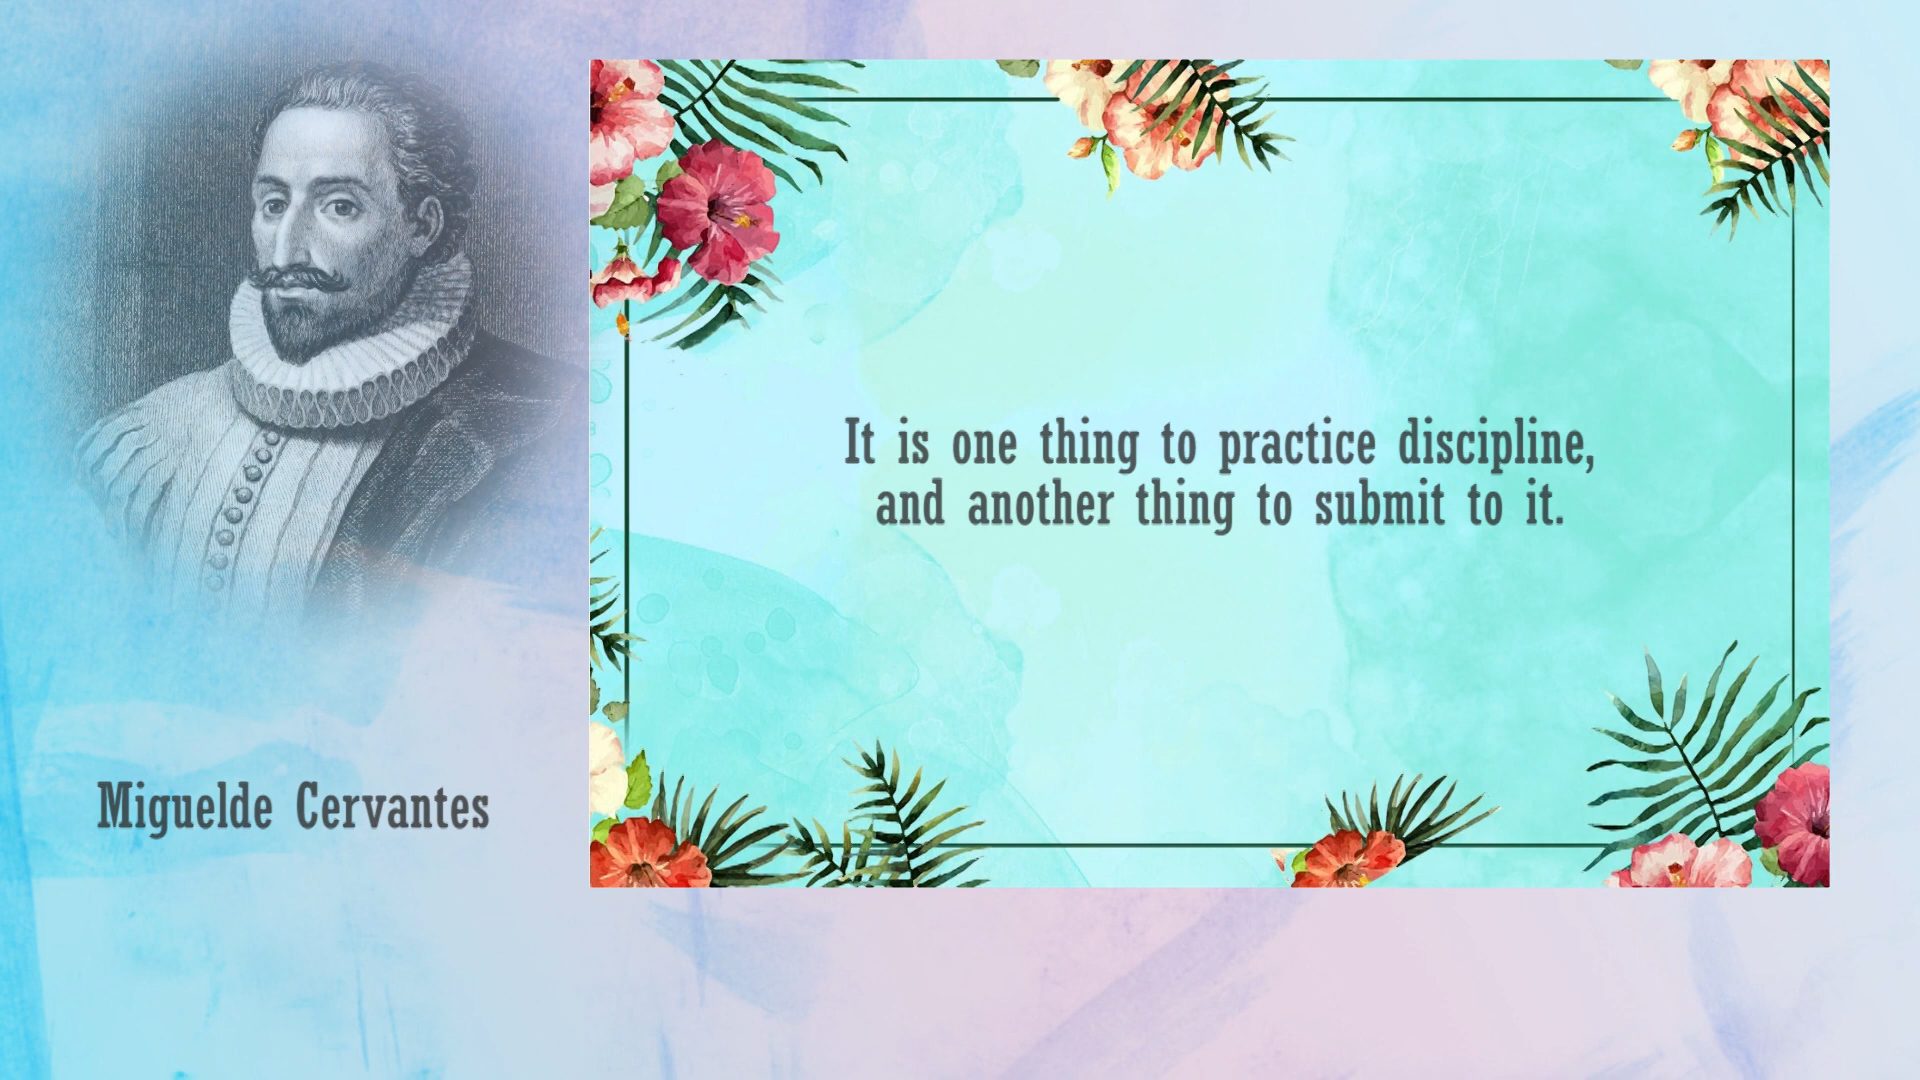 It is one thing to practice discipline,
and another thing to submit to it.
Miguelde Cervantes